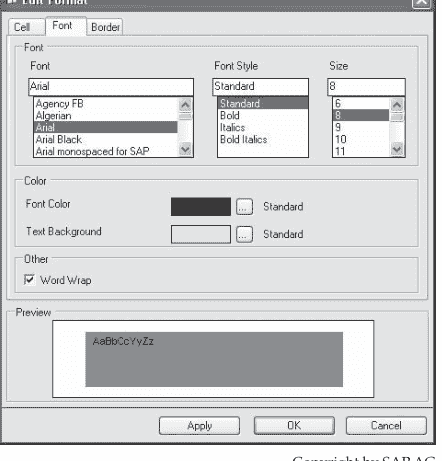 Edit Format
Cell Font Border
Font
Font Font Style Size
Arial Standard 8
Agency FB Standard 6
Algerian Bold 8
Arial Italics 9
Arial Black Bold Italics 10
Arial monospaced for SAP 11
Color
Font Color ... Standard
Text Background ... Standard
Other
Word Wrap
Preview
AaBbCcYyZz
Apply OK Cancel
Copyright by SAP AG